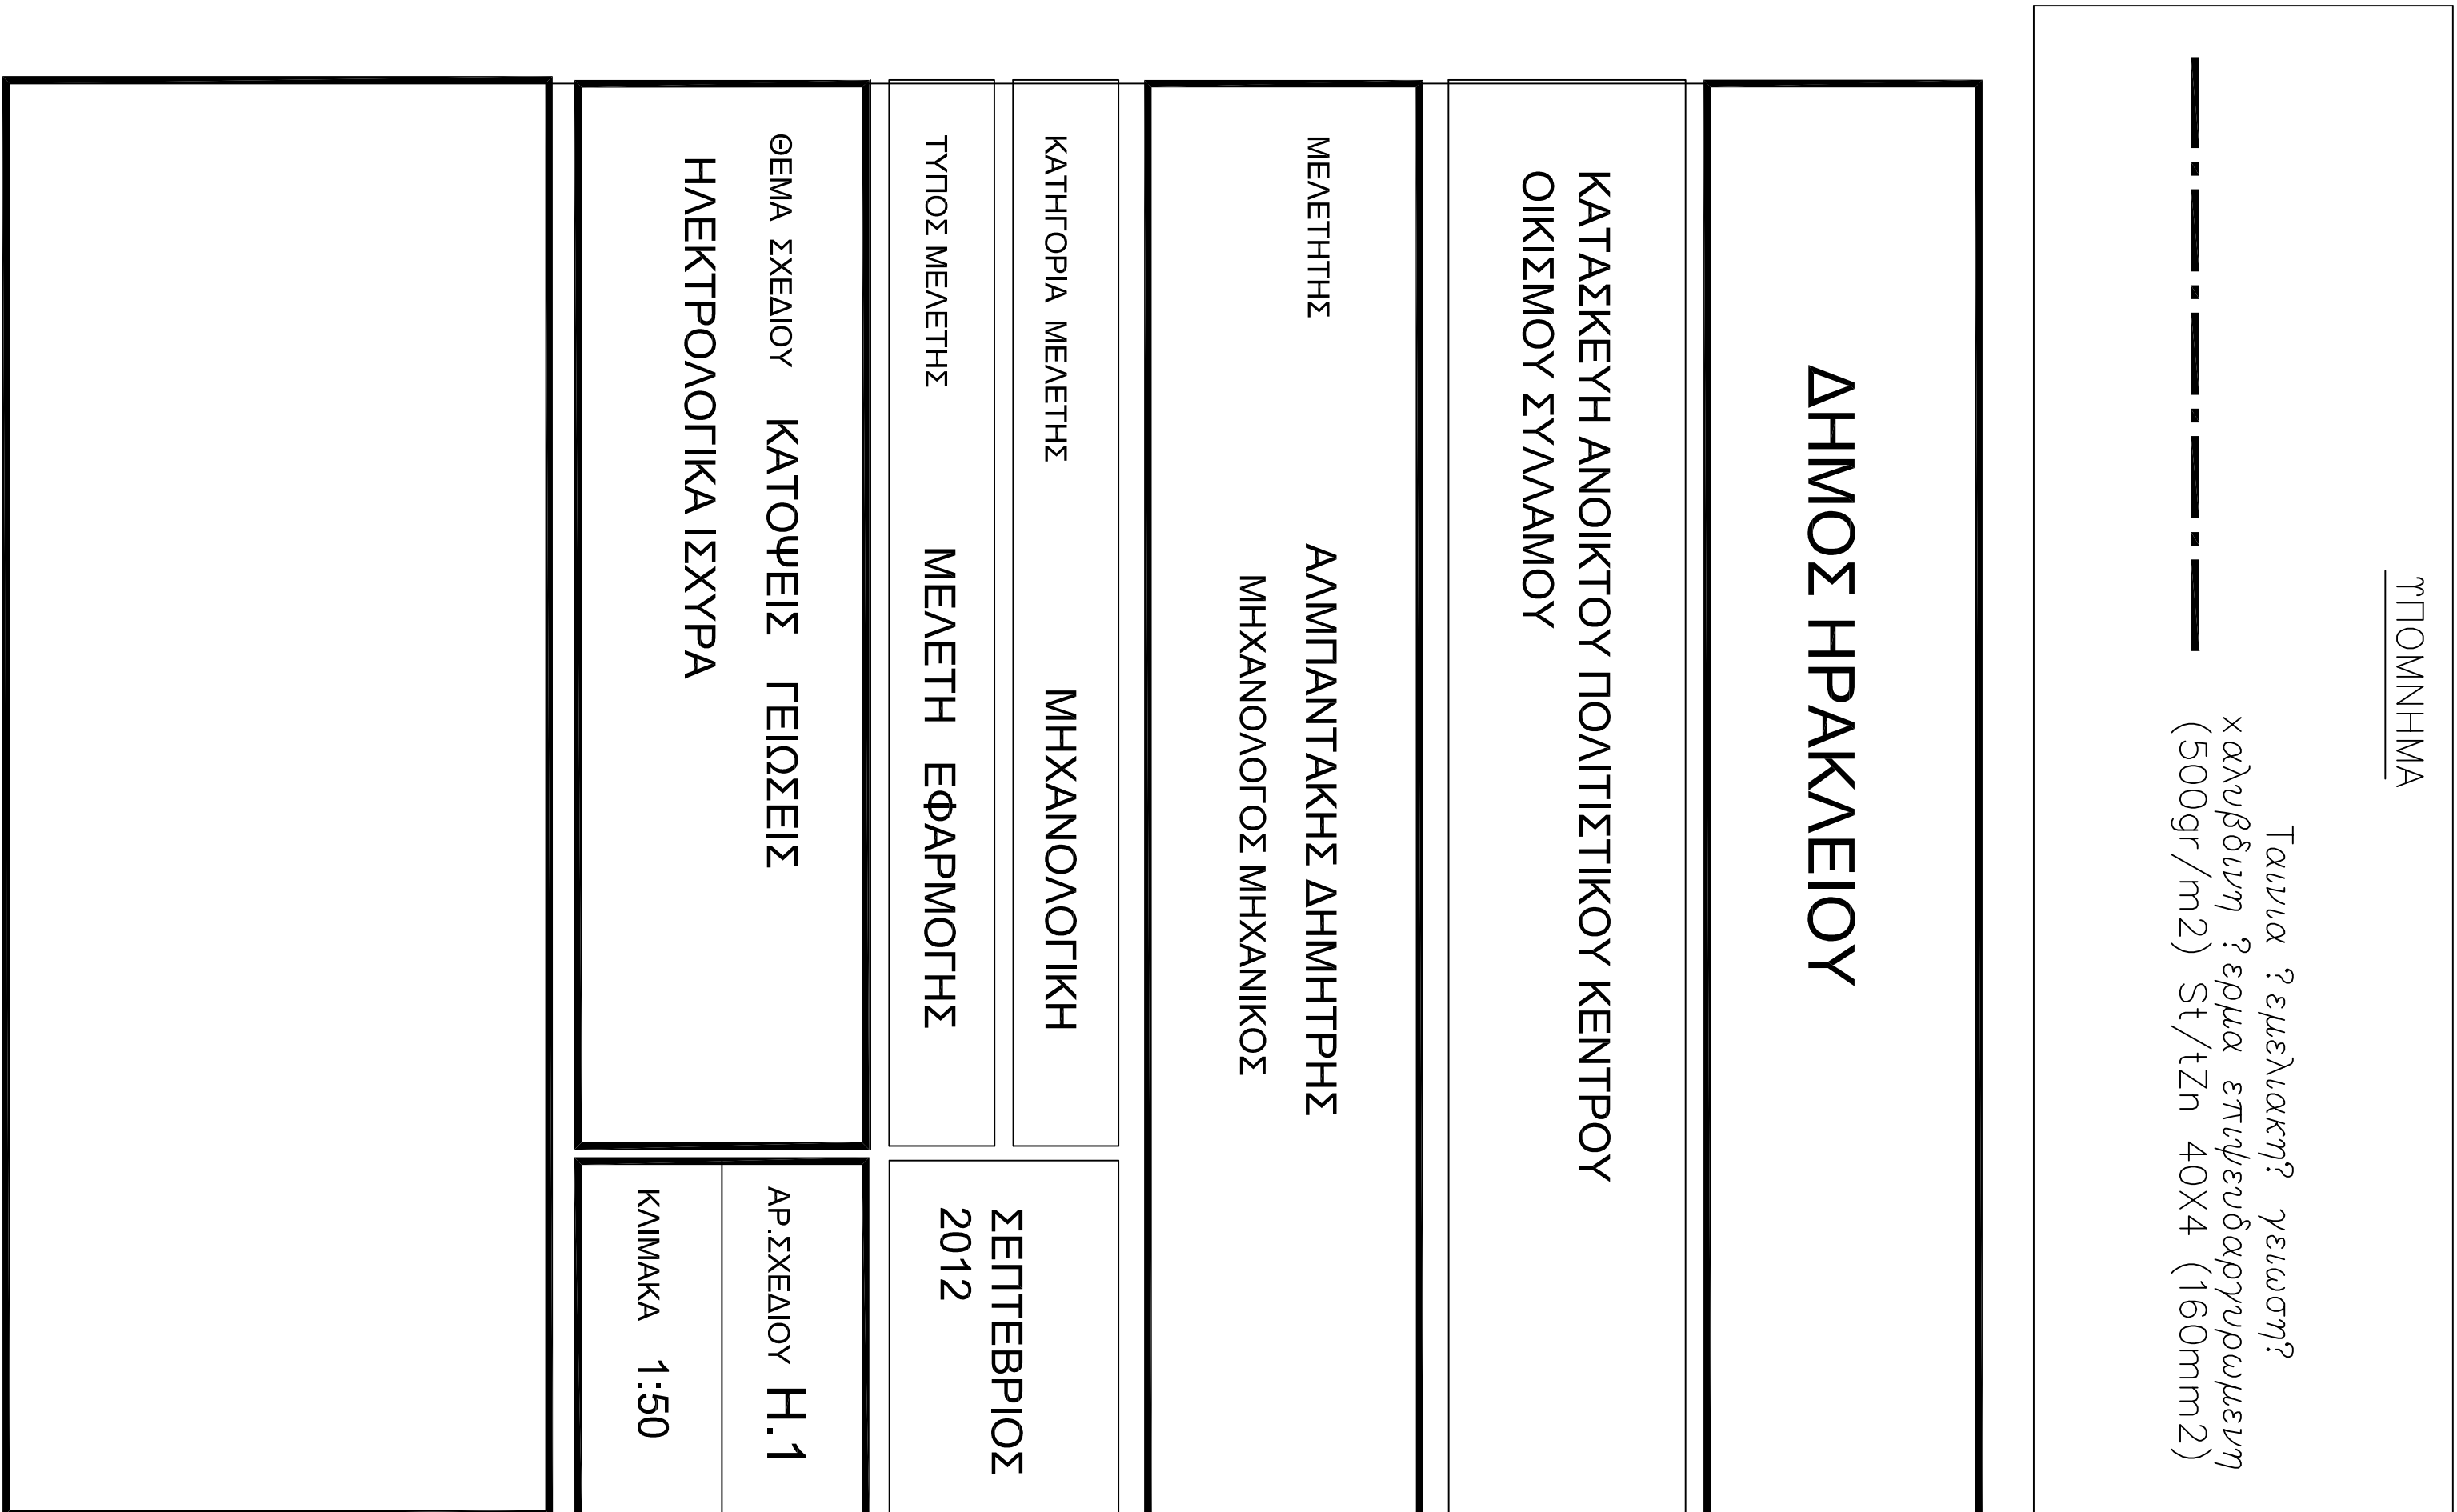 ΥΠΟΜΝΗΜΑ
Ταινια ?εμελιακη? γειωση?
χαλυβδινη ?ερμα επιψευδαργυρωμενη
(500gr/m2) St/tZn 40X4 (160mm2)
ΔΗΜΟΣ ΗΡΑΚΛΕΙΟΥ
ΚΑΤΑΣΚΕΥΗ ΑΝΟΙΚΤΟΥ ΠΟΛΙΤΙΣΤΙΚΟΥ ΚΕΝΤΡΟΥ
ΟΙΚΙΣΜΟΥ ΣΥΛΛΑΜΟΥ
ΜΕΛΕΤΗΤΗΣ ΑΛΜΠΑΝΤΑΚΗΣ ΔΗΜΗΤΡΗΣ
ΜΗΧΑΝΟΛΟΓΟΣ ΜΗΧΑΝΙΚΟΣ
ΚΑΤΗΓΟΡΙΑ ΜΕΛΕΤΗΣ ΜΗΧΑΝΟΛΟΓΙΚΗ
ΤΥΠΟΣ ΜΕΛΕΤΗΣ ΜΕΛΕΤΗ ΕΦΑΡΜΟΓΗΣ
ΣΕΠΤΕΒΡΙΟΣ
2012
ΘΕΜΑ ΣΧΕΔΙΟΥ ΚΑΤΟΨΕΙΣ ΓΕΙΩΣΕΙΣ
ΗΛΕΚΤΡΟΛΟΓΙΚΑ ΙΣΧΥΡΑ
ΑΡ.ΣΧΕΔΙΟΥ Η.1
ΚΛΙΜΑΚΑ 1:50